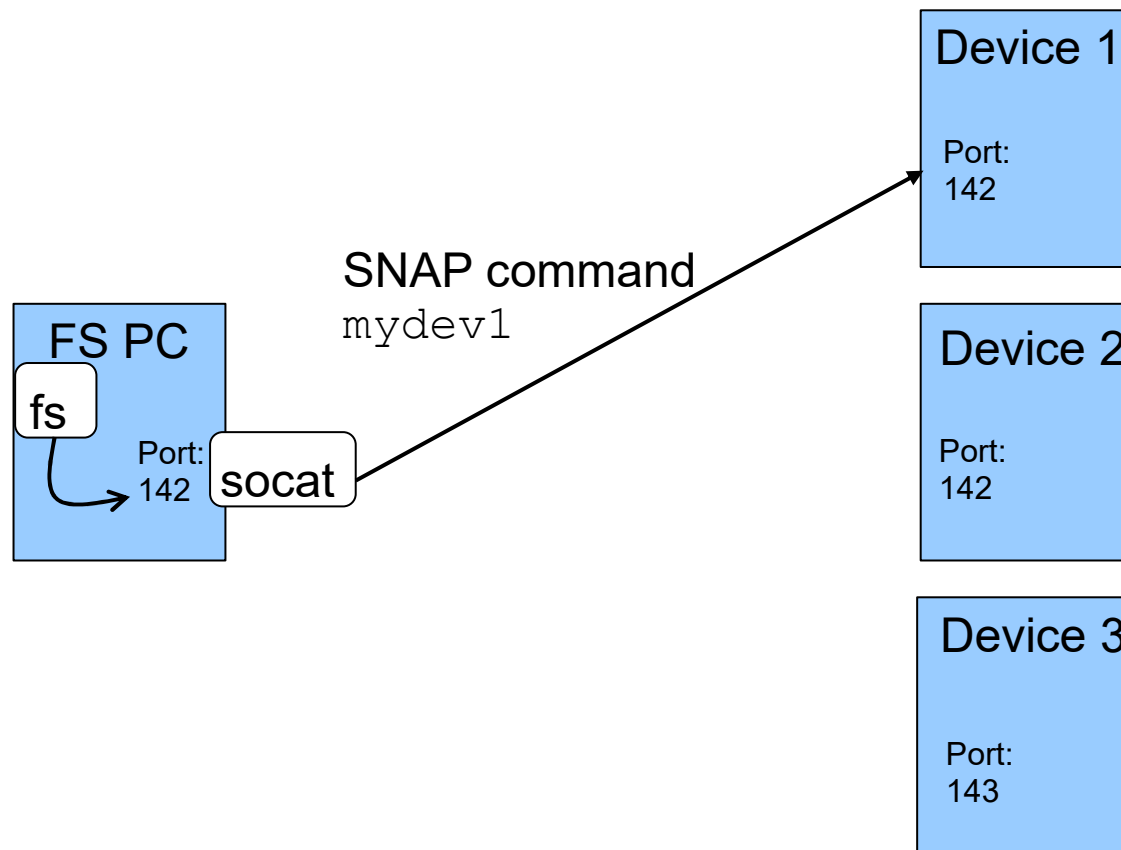 Device 1
Port:
142
SNAP command
mydev1
FS PC
fs
Port:
142
socat
Device 2
Port:
142
Device 3
Port:
143